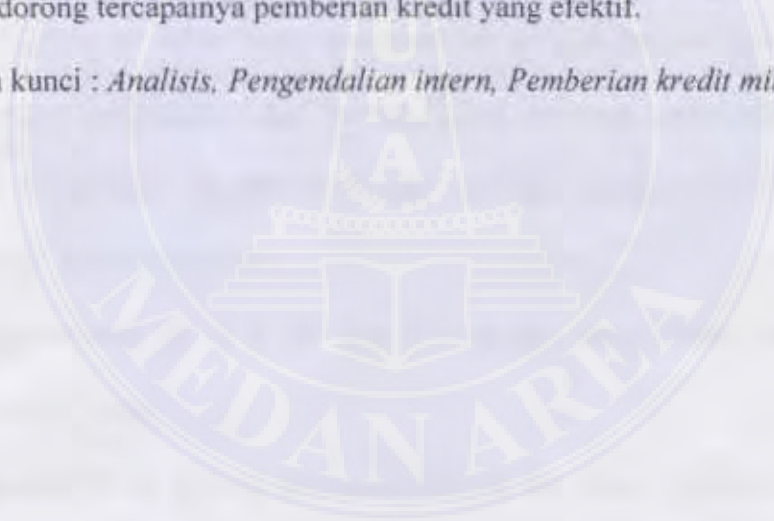 dorong tercapainya pemberian kredit yang efektif.
kunci : Analisis, Pengendalian intern, Pemberian kredit
U
M
A
MEDAN AREA